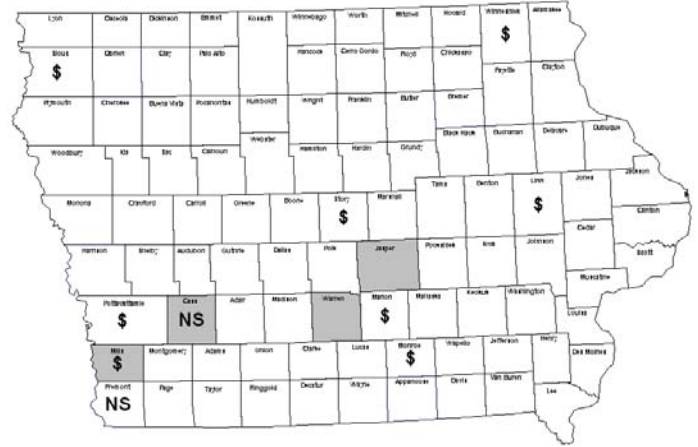 Lyon Osceola Dickinson Emmet Kossuth Winnebago Worth Mitchell Howard Winneshiek Allamakee
$
Sioux Obrien Clay Palo Alto Hancock Cerro Gordo Floyd Chickasaw
$
Fayette Clayton
Plymouth Cherokee Buena Vista Pocahontas Humboldt Wright Franklin Butler Bremer
Webster Black Hawk Buchanan Delaware Dubuque
Woodbury Ida Sac Calhoun Hamilton Hardin Grundy
Tama Benton Linn Jones Jackson
$
Monona Crawford Carroll Greene Boone Story Marshall
$
Clinton
Cedar
Harrison Shelby Audubon Guthrie Dallas Polk Jasper Poweshiek Iowa Johnson
Scott
Muscatine
Pottawattamie Cass Adair Madison Warren Marion Mahaska Keokuk Washington
$ NS $
Louisa
Mills Montgomery Adams Union Clarke Lucas Monroe Wapello Jefferson Henry
$ $
Des Moines
Fremont Page Taylor Ringgold Decatur Wayne Appanoose Davis Van Buren
NS
Lee